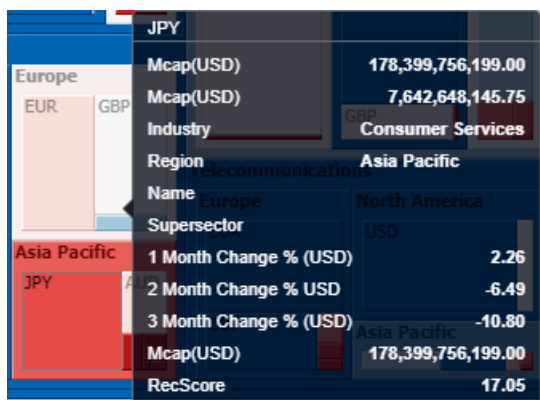 JPY
Mcap(USD) 178,399,756,199.00
Mcap(USD) 7,642,648,145.75
Industry Consumer Services
Region Asia Pacific
Name
Supersector
1 Month Change % (USD) 2.26
2 Month Change % USD -6.49
3 Month Change % (USD) -10.80
Mcap(USD) 178,399,756,199.00
RecScore 17.05
Europe
EUR GBP
Asia Pacific
JPY AUD
GBP
Telecommunications
Europe North America
USD
Asia Pacific